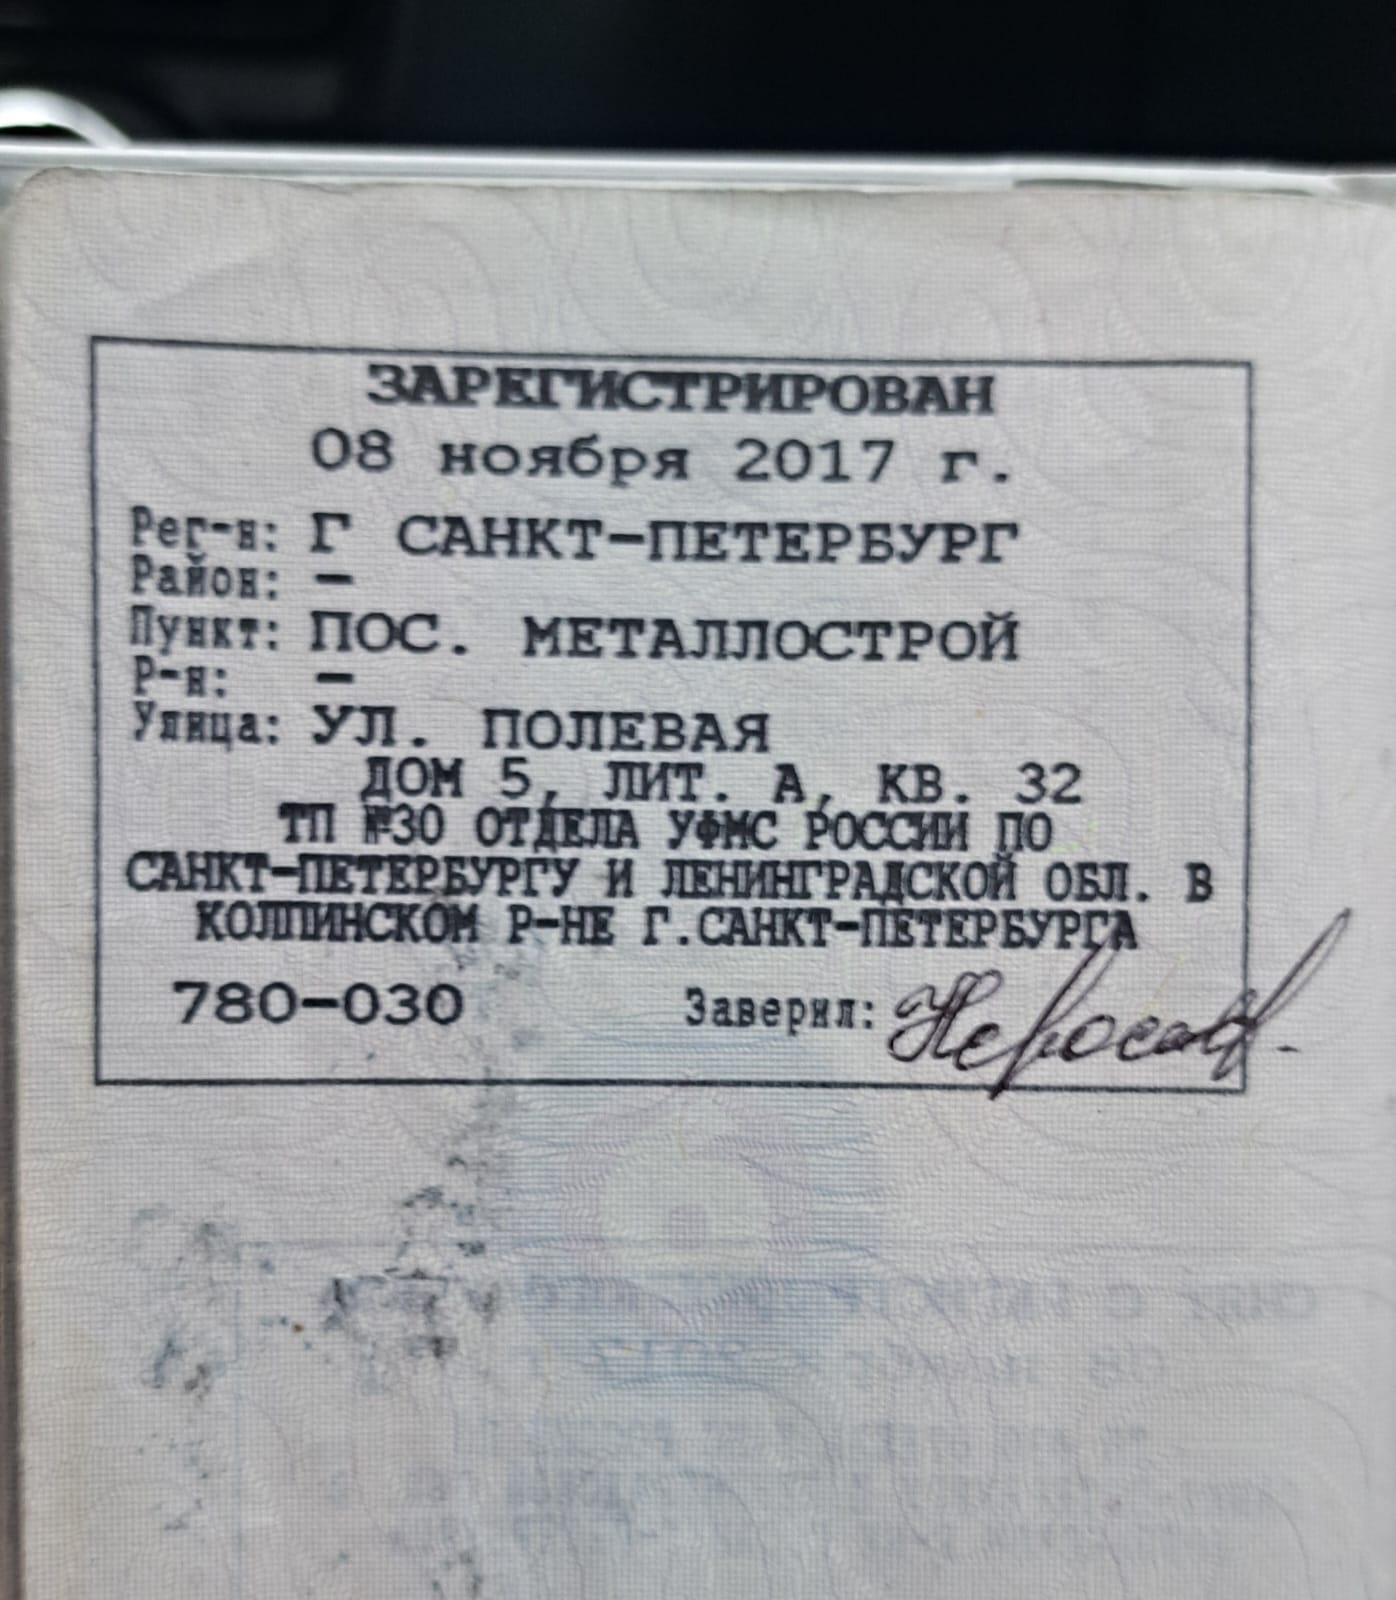 ЗАРЕГИСТРИРОВАН
08 ноября 2017 г.
Рег-н: Г САНКТ-ПЕТЕРБУРГ
Район: –
Пункт: ПОС. МЕТАЛЛОСТРОЙ
Р-н: –
Улица: УЛ. ПОЛЕВАЯ
ДОМ 5, ЛИТ. А, КВ. 32
ТП №30 ОТДЕЛА УФМС РОССИИ ПО
САНКТ-ПЕТЕРБУРГУ И ЛЕНИНГРАДСКОЙ ОБЛ. В
КОЛПИНСКОМ Р-НЕ Г.САНКТ-ПЕТЕРБУРГА
780-030 Заверил: